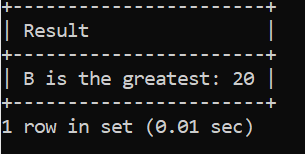 +-----------------------+
| Result                |
+-----------------------+
| B is the greatest: 20 |
+-----------------------+
1 row in set (0.01 sec)